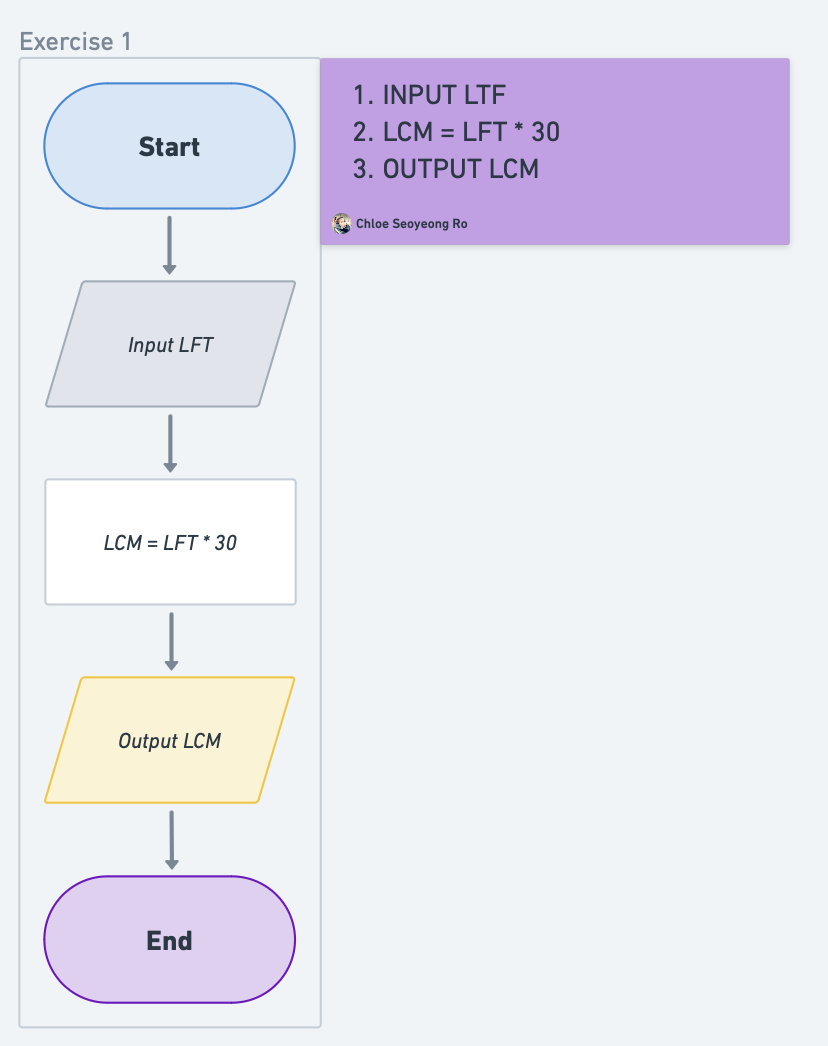 Exercise 1
Start
Input LFT
LCM = LFT * 30
Output LCM
End
1. INPUT LTF
2. LCM = LFT * 30
3. OUTPUT LCM
Chloe Seoyeong Ro